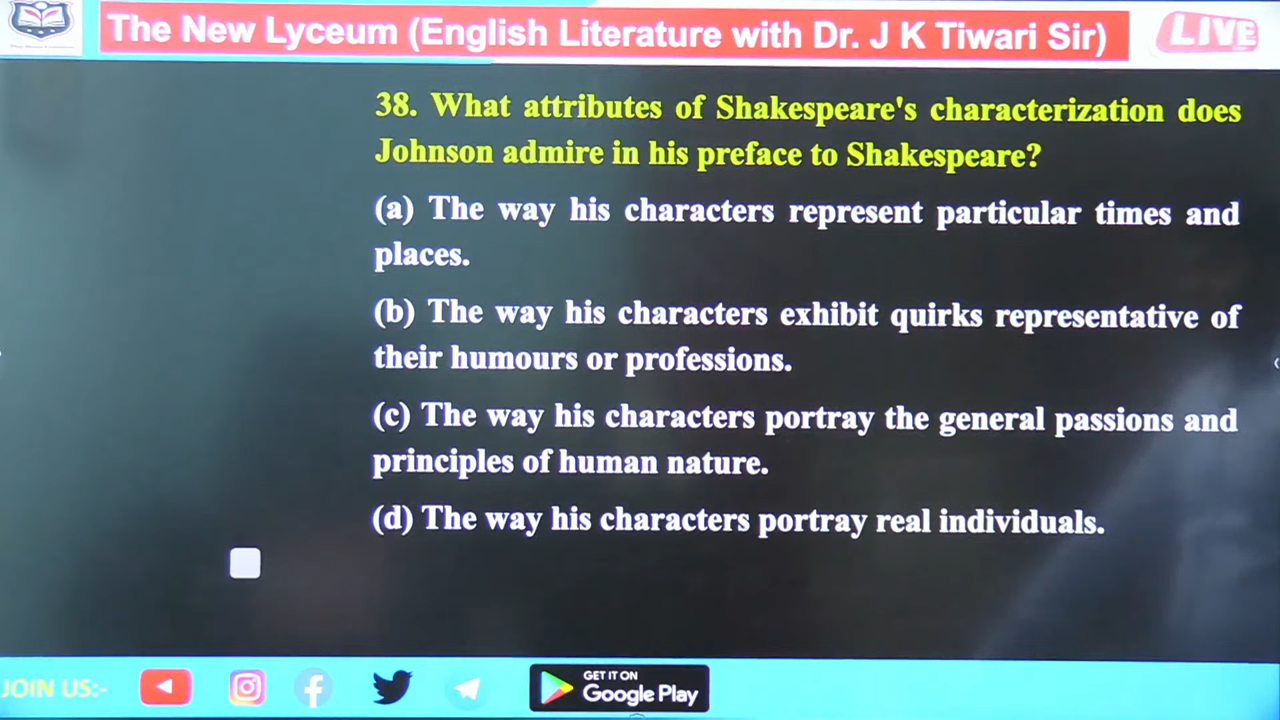 The New Lyceum (English Literature with Dr. J K Tiwari Sir)
LIVE
38. What attributes of Shakespeare's characterization does
Johnson admire in his preface to Shakespeare?
(a) The way his characters represent particular times and
places.
(b) The way his characters exhibit quirks representative of
their humours or professions.
(c) The way his characters portray the general passions and
principles of human nature.
(d) The way his characters portray real individuals.
JOIN US:-
GET IT ON
Google Play